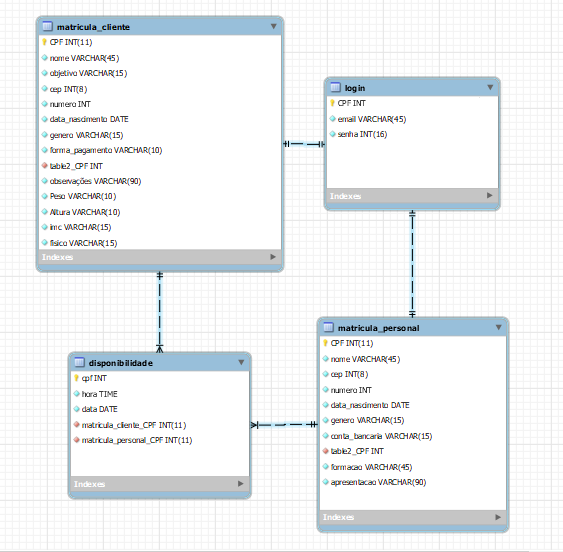 matricula_cliente
CPF INT(11)
nome VARCHAR(45)
objetivo VARCHAR(15)
cep INT(8)
numero INT
data_nascimento DATE
genero VARCHAR(15)
forma_pagamento VARCHAR(10)
table2_CPF INT
observações VARCHAR(90)
Peso VARCHAR(10)
Altura VARCHAR(10)
imc VARCHAR(15)
fisico VARCHAR(15)
Indexes
login
CPF INT
email VARCHAR(45)
senha INT(16)
Indexes
disponibilidade
cpf INT
hora TIME
data DATE
matricula_cliente_CPF INT(11)
matricula_personal_CPF INT(11)
Indexes
matricula_personal
CPF INT(11)
nome VARCHAR(45)
cep INT(8)
numero INT
data_nascimento DATE
genero VARCHAR(15)
conta_bancaria VARCHAR(15)
table2_CPF INT
formacao VARCHAR(45)
apresentacao VARCHAR(90)
Indexes